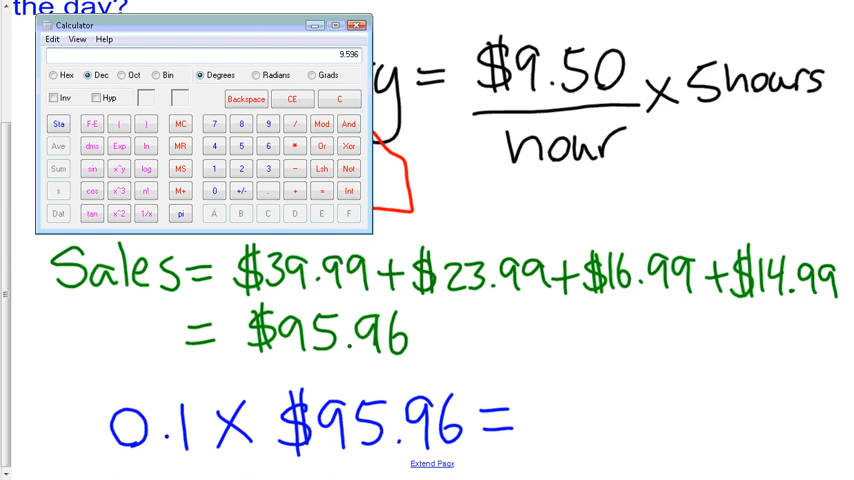 the day?
Calculator
Edit View Help
9.596
Hex Dec Oct Bin Degrees Radians Grads
Inv Hyp Backspace CE C
Sta F-E ( ) MC 7 8 9 / Mod And
Ave dms Exp ln MR 4 5 6 * Or Xor
Sum sin x^y log MS 1 2 3 - Lsh Not
s cos x^3 n! M+ 0 +/- . + = Int
Dat tan x^2 1/x pi A B C D E F
y = $9.50 × 5 hours
hour
Sales = $39.99 + $23.99 + $16.99 + $14.99
= $95.96
0.1 × $95.96 =
Extend Page